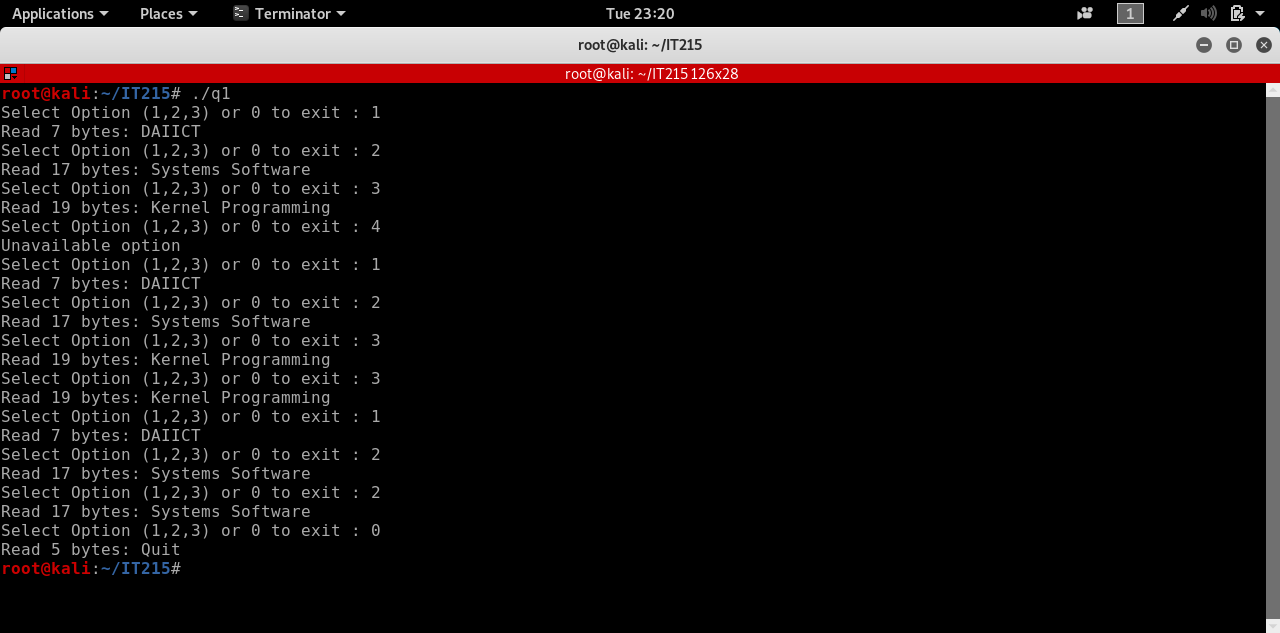 Applications Places Terminator Tue 23:20 1
root@kali: ~/IT215
root@kali: ~/IT215 126x28
root@kali:~/IT215# ./q1
Select Option (1,2,3) or 0 to exit : 1
Read 7 bytes: DAIICT
Select Option (1,2,3) or 0 to exit : 2
Read 17 bytes: Systems Software
Select Option (1,2,3) or 0 to exit : 3
Read 19 bytes: Kernel Programming
Select Option (1,2,3) or 0 to exit : 4
Unavailable option
Select Option (1,2,3) or 0 to exit : 1
Read 7 bytes: DAIICT
Select Option (1,2,3) or 0 to exit : 2
Read 17 bytes: Systems Software
Select Option (1,2,3) or 0 to exit : 3
Read 19 bytes: Kernel Programming
Select Option (1,2,3) or 0 to exit : 3
Read 19 bytes: Kernel Programming
Select Option (1,2,3) or 0 to exit : 1
Read 7 bytes: DAIICT
Select Option (1,2,3) or 0 to exit : 2
Read 17 bytes: Systems Software
Select Option (1,2,3) or 0 to exit : 2
Read 17 bytes: Systems Software
Select Option (1,2,3) or 0 to exit : 0
Read 5 bytes: Quit
root@kali:~/IT215#